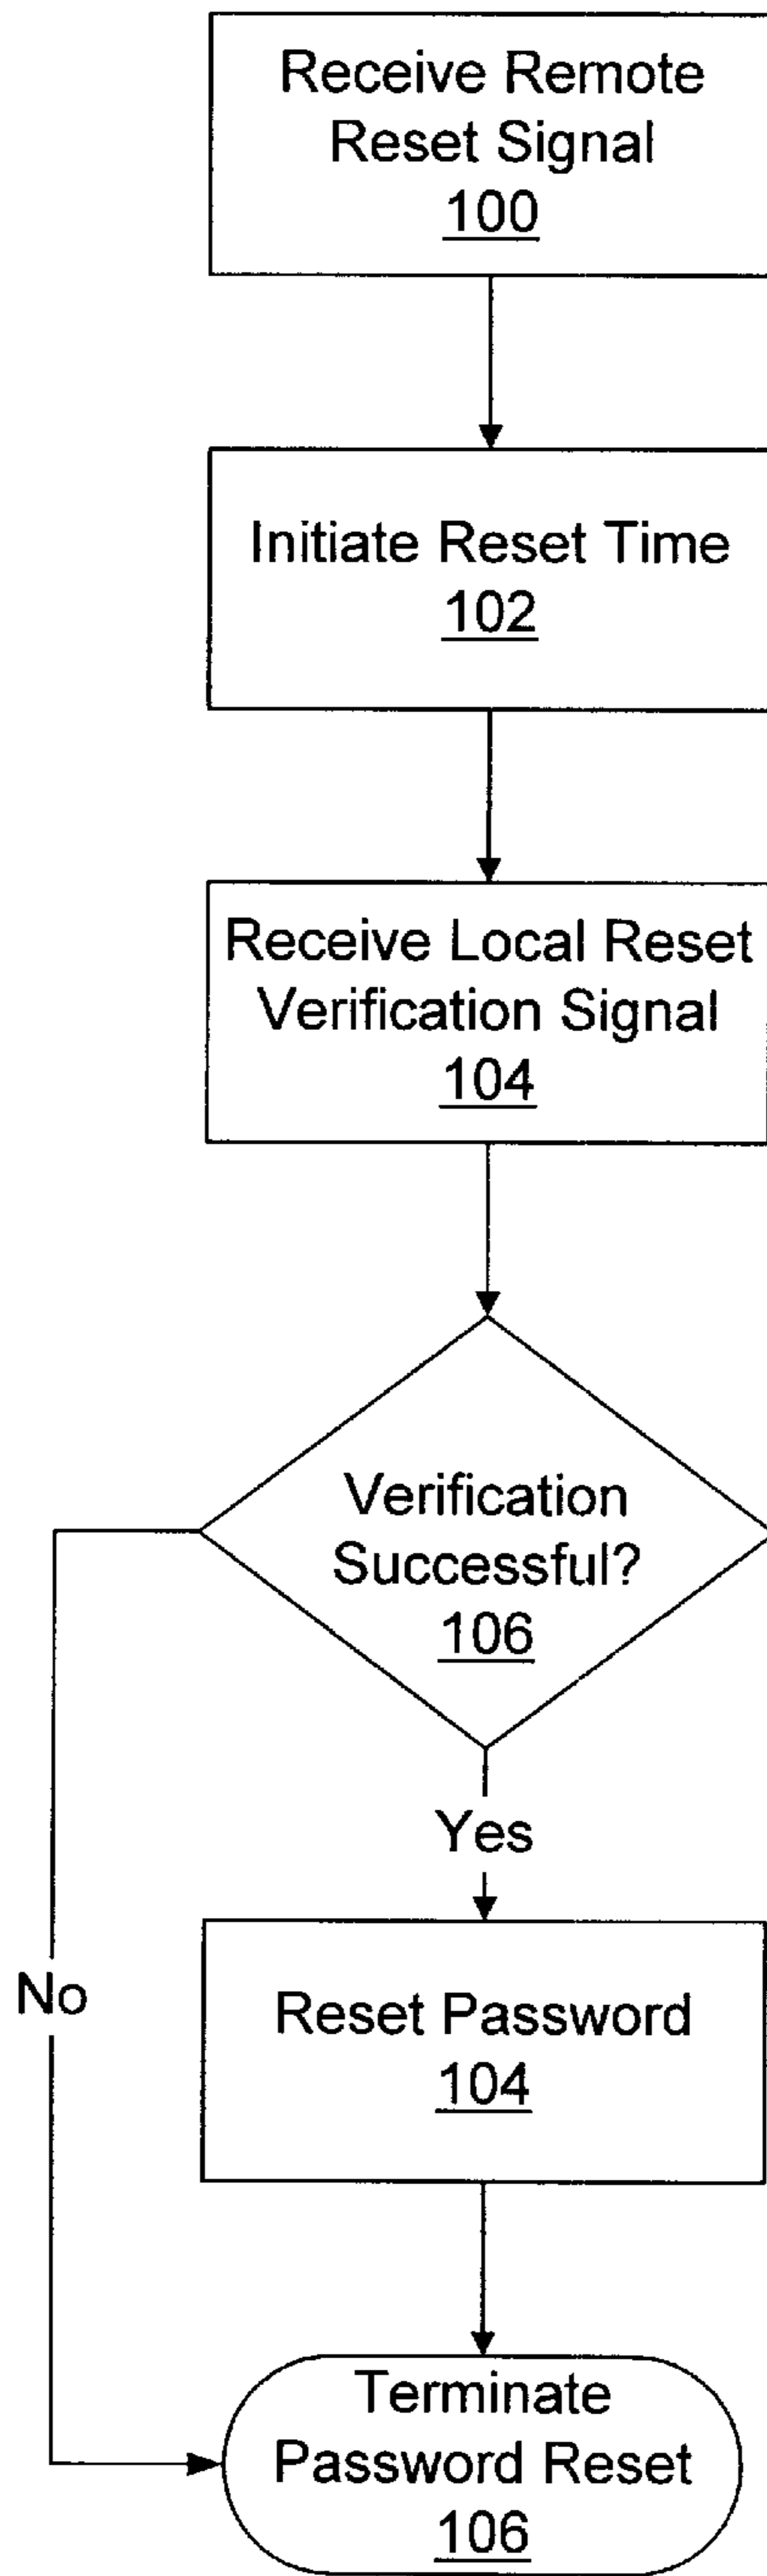 Receive Remote
Reset Signal
100
Initiate Reset Time
102
Receive Local Reset
Verification Signal
104
Verification
Successful?
106
Yes
No
Reset Password
104
Terminate
Password Reset
106